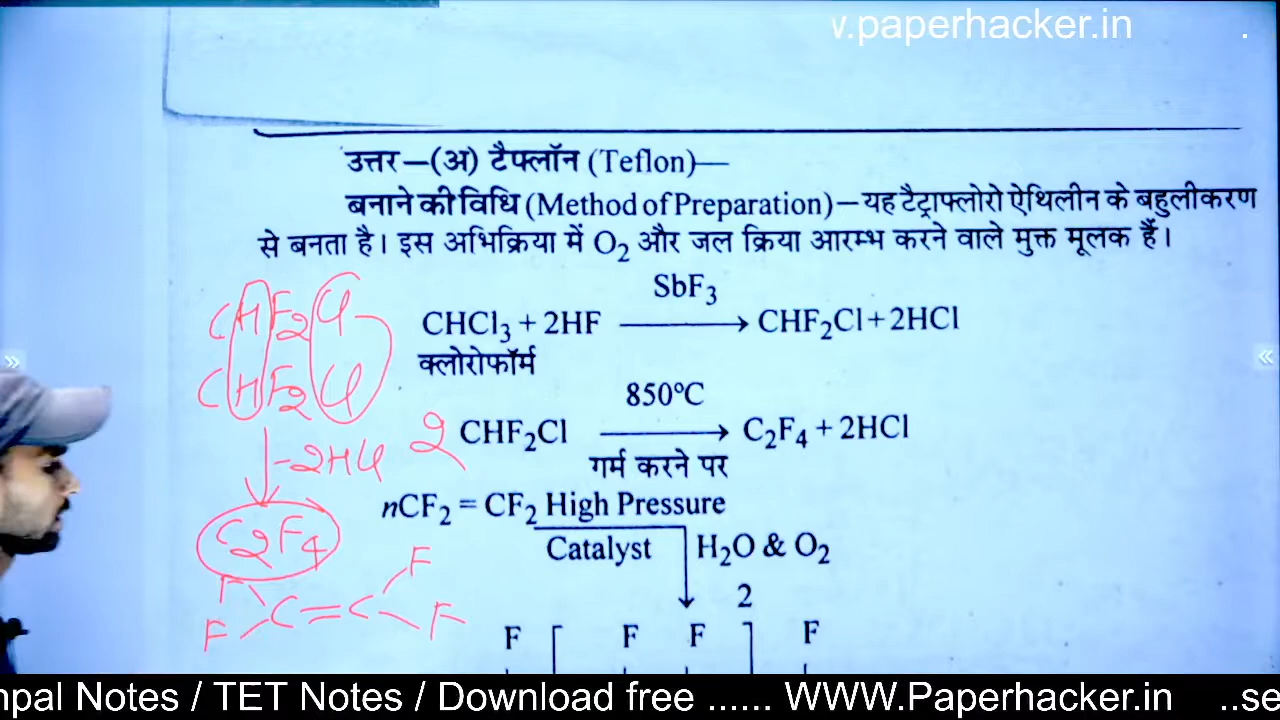 v.paperhacker.in .
उत्तर—(अ) टैफ्लॉन (Teflon)—
बनाने की विधि (Method of Preparation)—यह टैट्राफ्लोरो ऐथिलीन के बहुलीकरण
से बनता है। इस अभिक्रिया में O₂ और जल क्रिया आरम्भ करने वाले मुक्त मूलक हैं।
SbF₃
CHCl₃ + 2HF ⟶ CHF₂Cl + 2HCl
क्लोरोफॉर्म
850°C
2 CHF₂Cl ⟶ C₂F₄ + 2HCl
गर्म करने पर
nCF₂ = CF₂ High Pressure
Catalyst H₂O & O₂
2
F [ F F ] F
CHF₂Cl
CHF₂Cl
-2HCl
C₂F₄
F F
C=C
F F
npal Notes / TET Notes / Download free ...... WWW.Paperhacker.in ..se